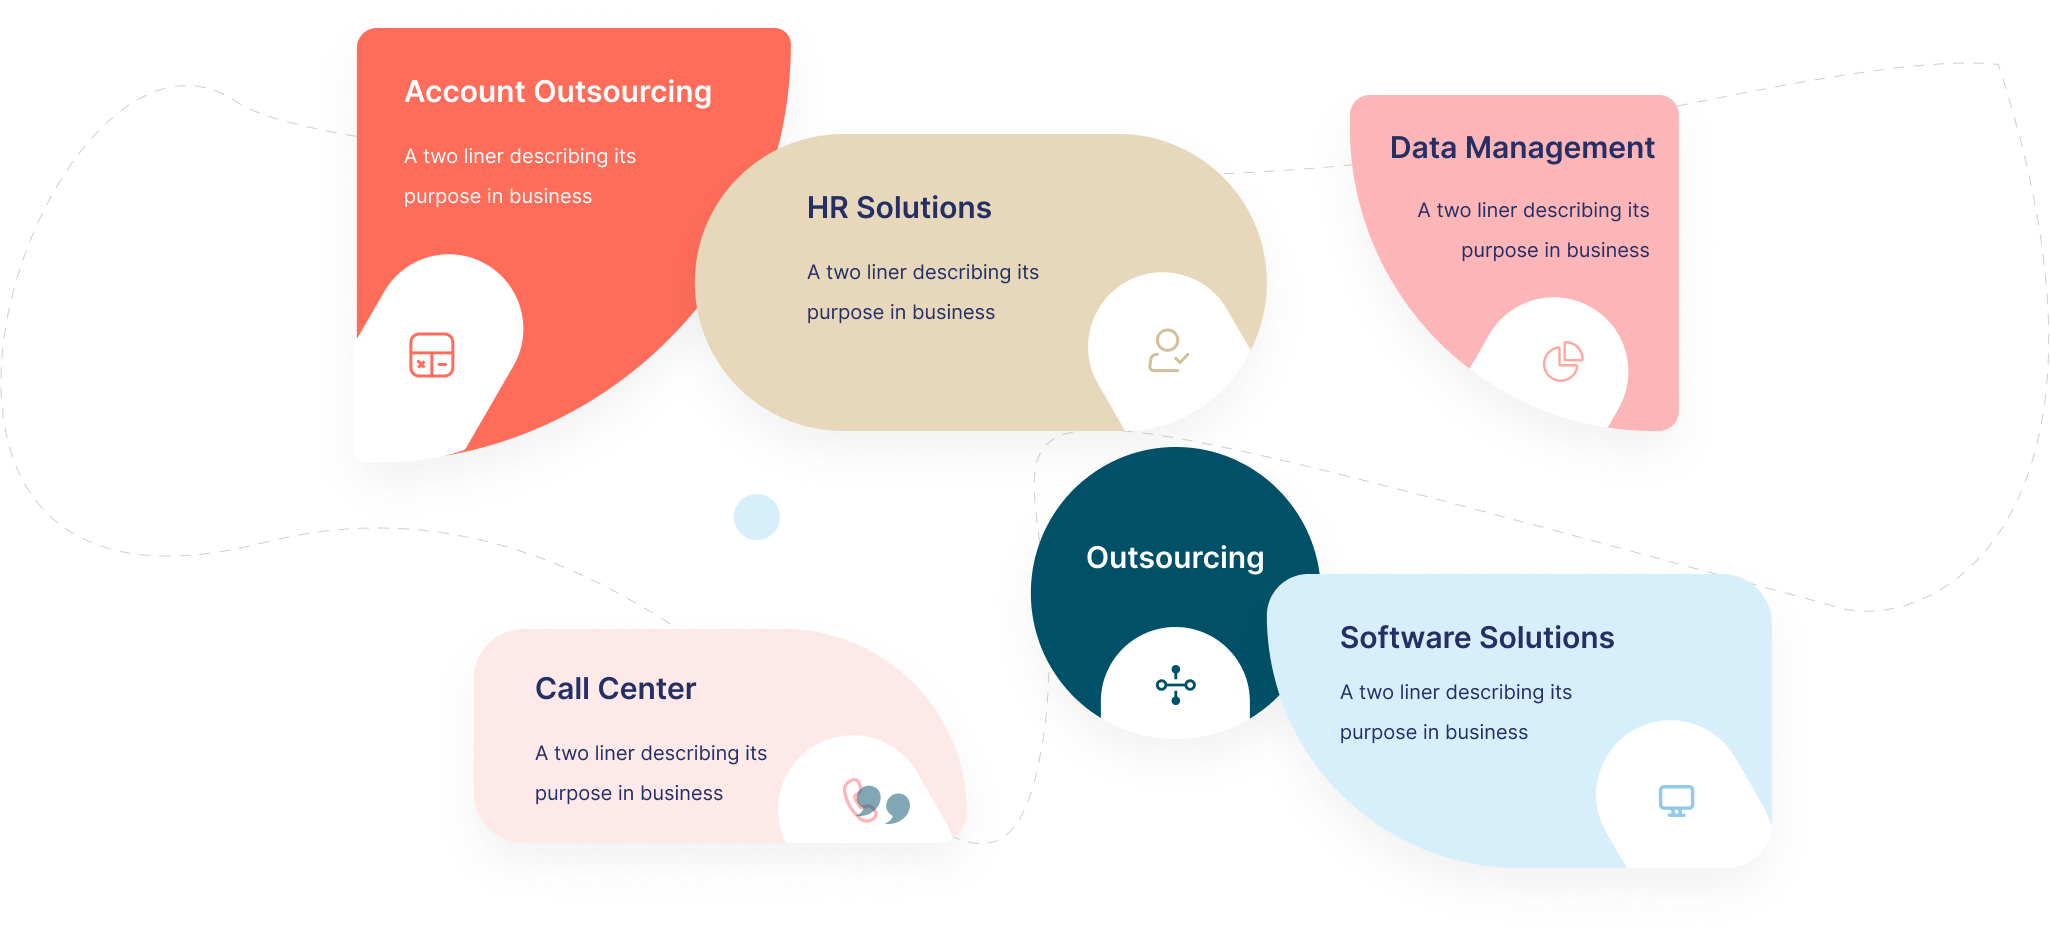 Account Outsourcing
A two liner describing its
purpose in business
HR Solutions
A two liner describing its
purpose in business
Data Management
A two liner describing its
purpose in business
Outsourcing
Call Center
A two liner describing its
purpose in business
Software Solutions
A two liner describing its
purpose in business